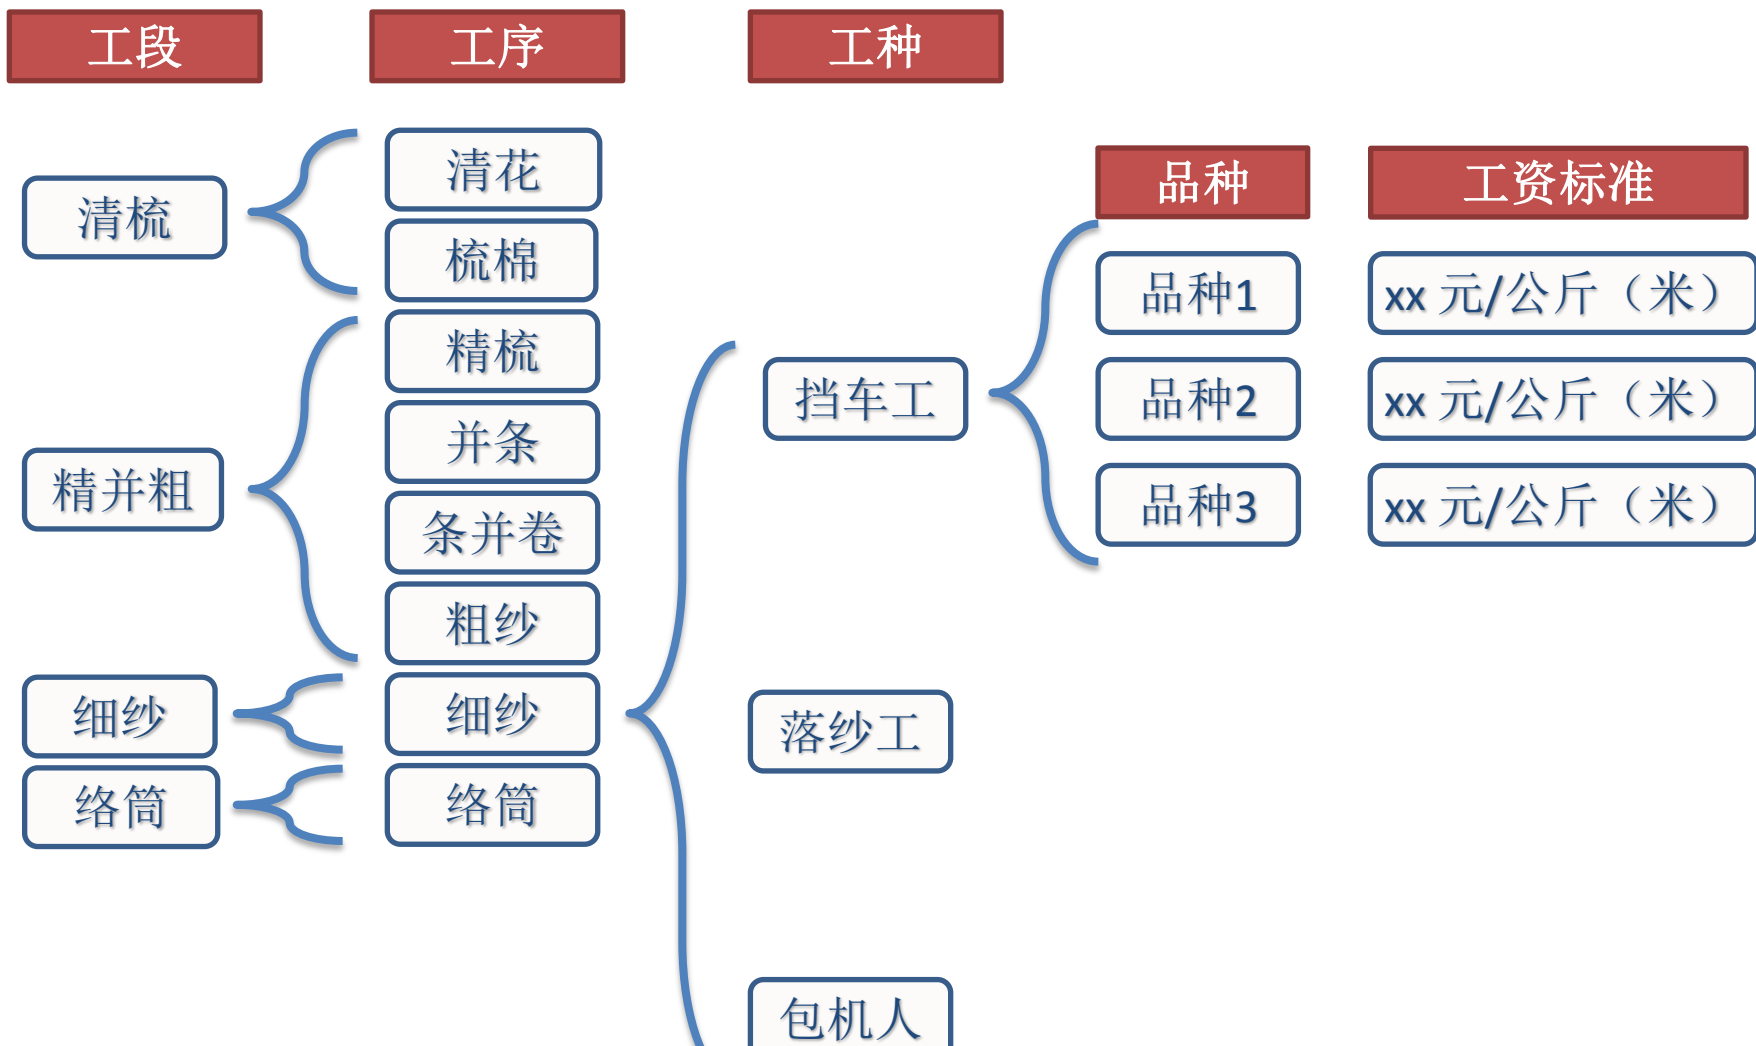 工段
工序
工种
清梳
清花
梳棉
精并粗
精梳
并条
条并卷
粗纱
细纱
细纱
络筒
络筒
挡车工
落纱工
包机人
品种
工资标准
品种1
xx 元/公斤（米）
品种2
xx 元/公斤（米）
品种3
xx 元/公斤（米）